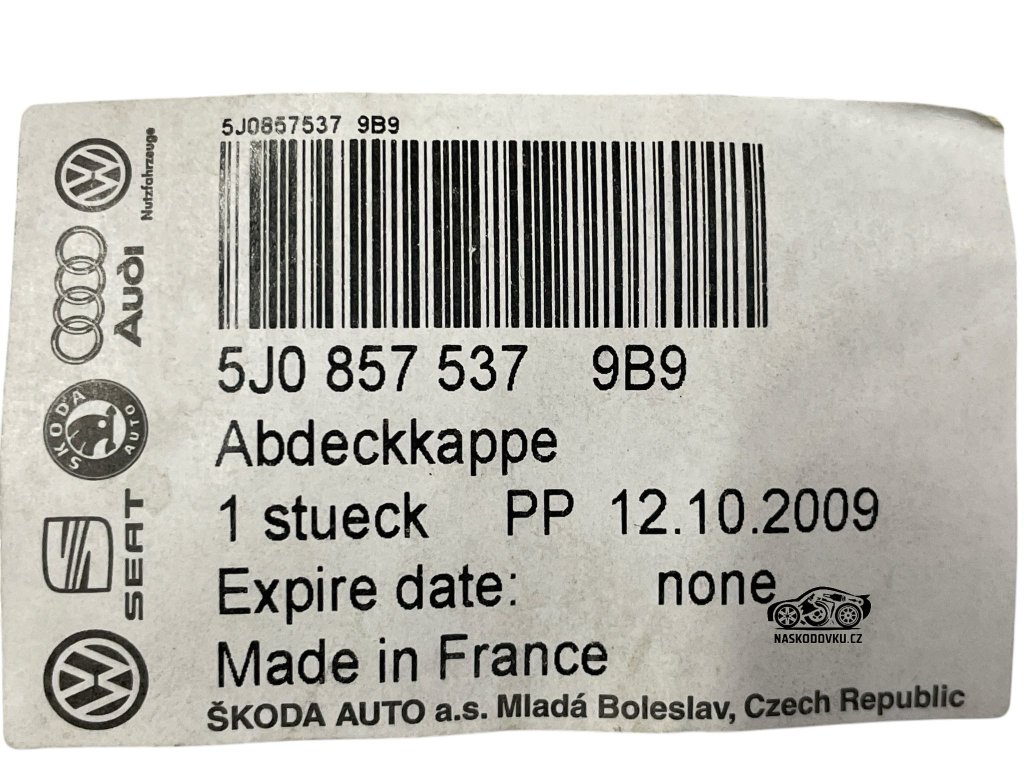 5J0857537 9B9
Nutzfahrzeuge
Audi
ŠKODA AUTO
SEAT
5J0 857 537 9B9
Abdeckkappe
1 stueck PP 12.10.2009
Expire date: none
Made in France
ŠKODA AUTO a.s. Mladá Boleslav, Czech Republic
NASKODOVKU.CZ